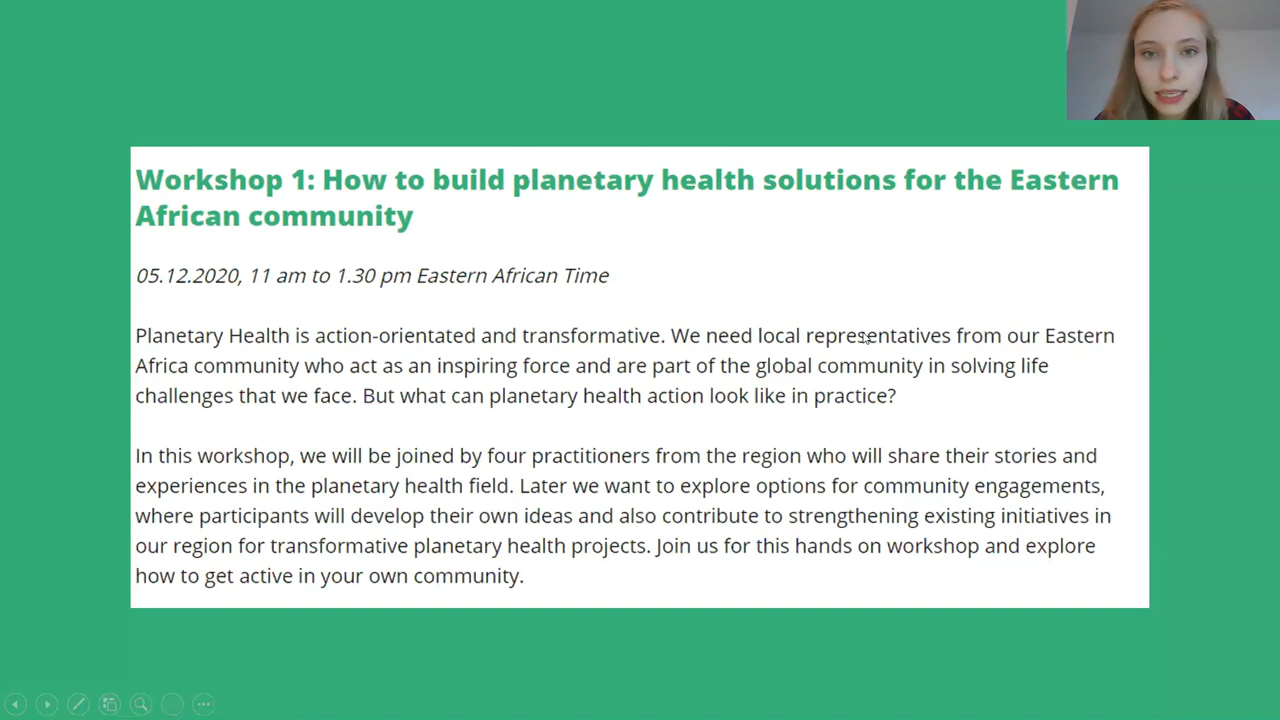 Workshop 1: How to build planetary health solutions for the Eastern
African community
05.12.2020, 11 am to 1.30 pm Eastern African Time
Planetary Health is action-orientated and transformative. We need local representatives from our Eastern
Africa community who act as an inspiring force and are part of the global community in solving life
challenges that we face. But what can planetary health action look like in practice?
In this workshop, we will be joined by four practitioners from the region who will share their stories and
experiences in the planetary health field. Later we want to explore options for community engagements,
where participants will develop their own ideas and also contribute to strengthening existing initiatives in
our region for transformative planetary health projects. Join us for this hands on workshop and explore
how to get active in your own community.